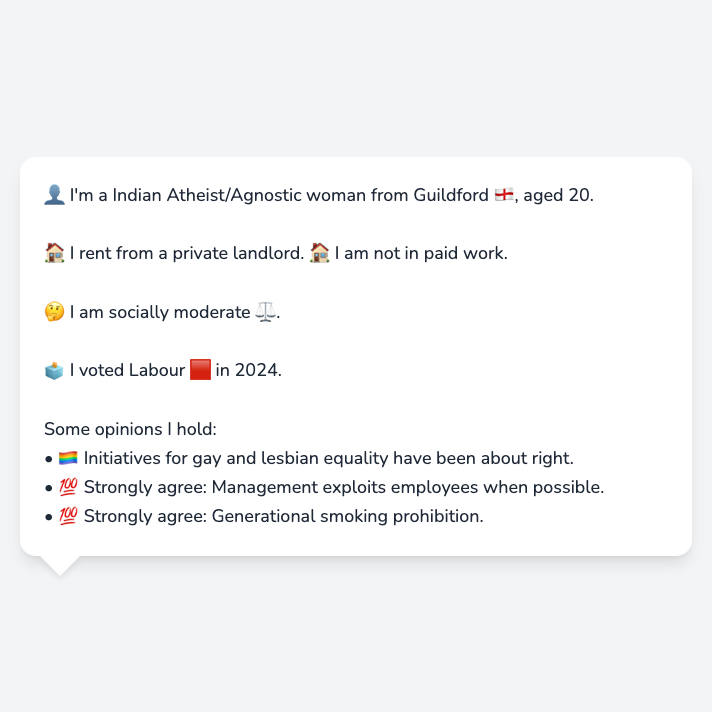 👤 I'm a Indian Atheist/Agnostic woman from Guildford 🏴󠁧󠁢󠁥󠁮󠁧󠁿, aged 20.
🏠 I rent from a private landlord. 🏠 I am not in paid work.
🤔 I am socially moderate ⚖️.
🗳️ I voted Labour 🟥 in 2024.
Some opinions I hold:
• 🏳️‍🌈 Initiatives for gay and lesbian equality have been about right.
• 💯 Strongly agree: Management exploits employees when possible.
• 💯 Strongly agree: Generational smoking prohibition.